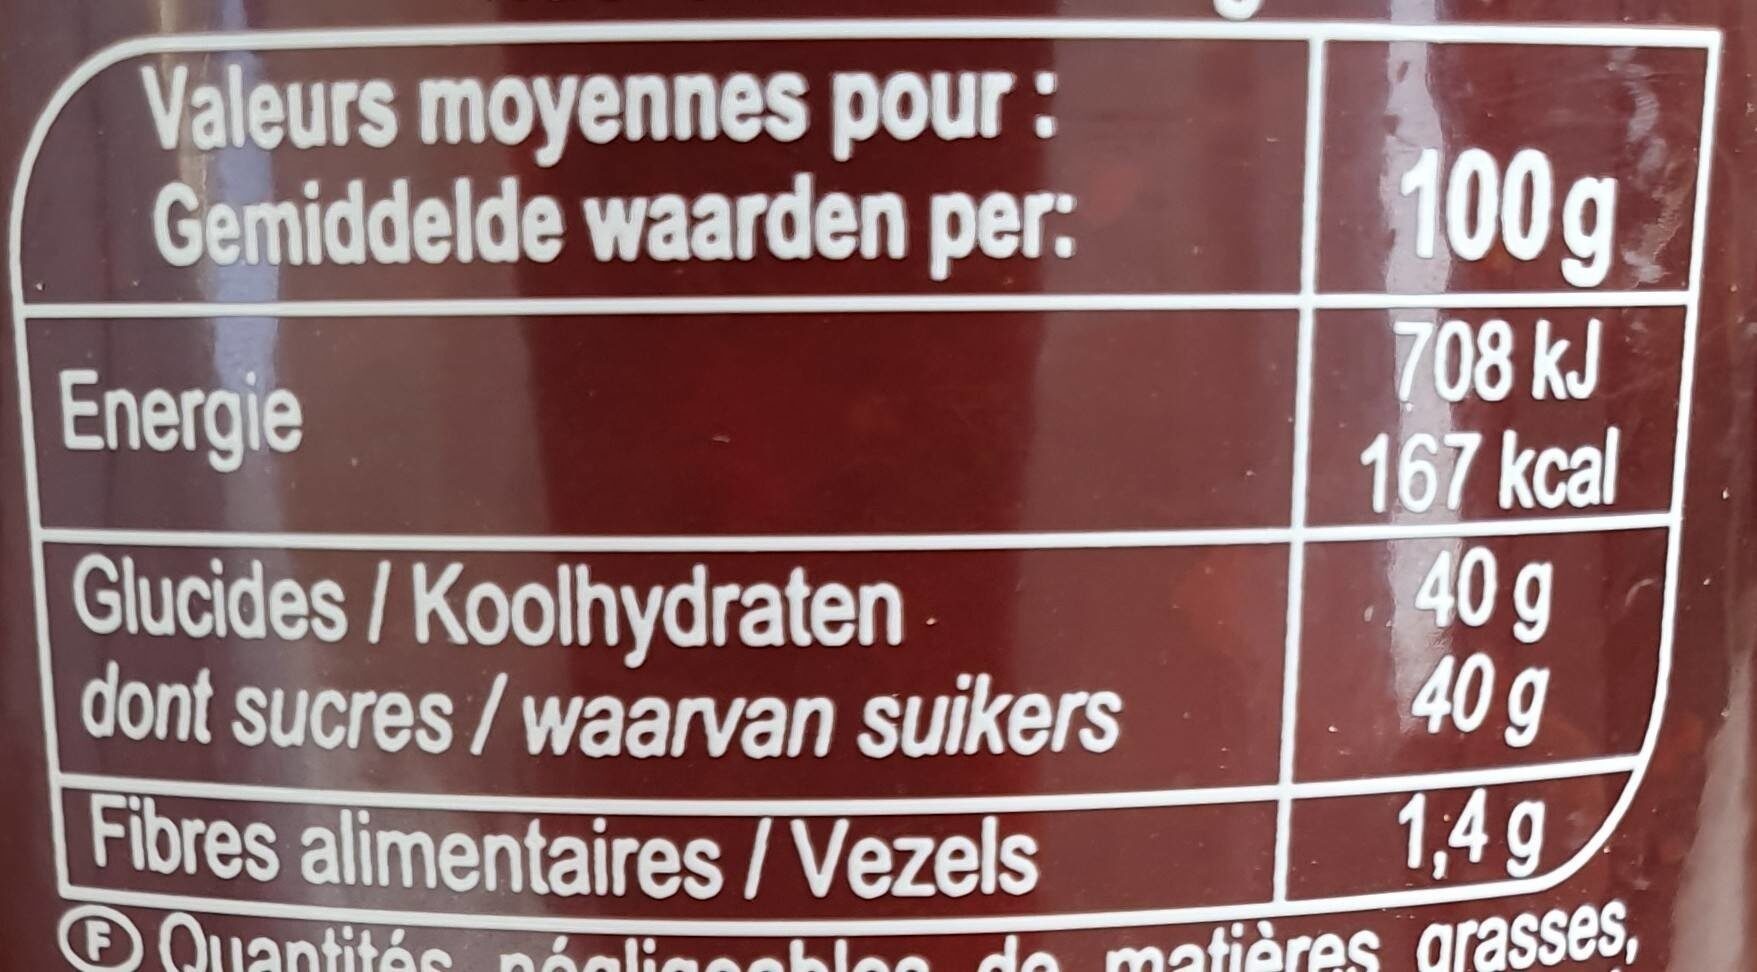 Valeurs moyennes pour :
Gemiddelde waarden per:
100 g
Energie
708 kJ
167 kcal
Glucides / Koolhydraten
40 g
dont sucres / waarvan suikers
40 g
Fibres alimentaires / Vezels
1,4 g
Ⓕ Quantités négligeables de matières grasses,